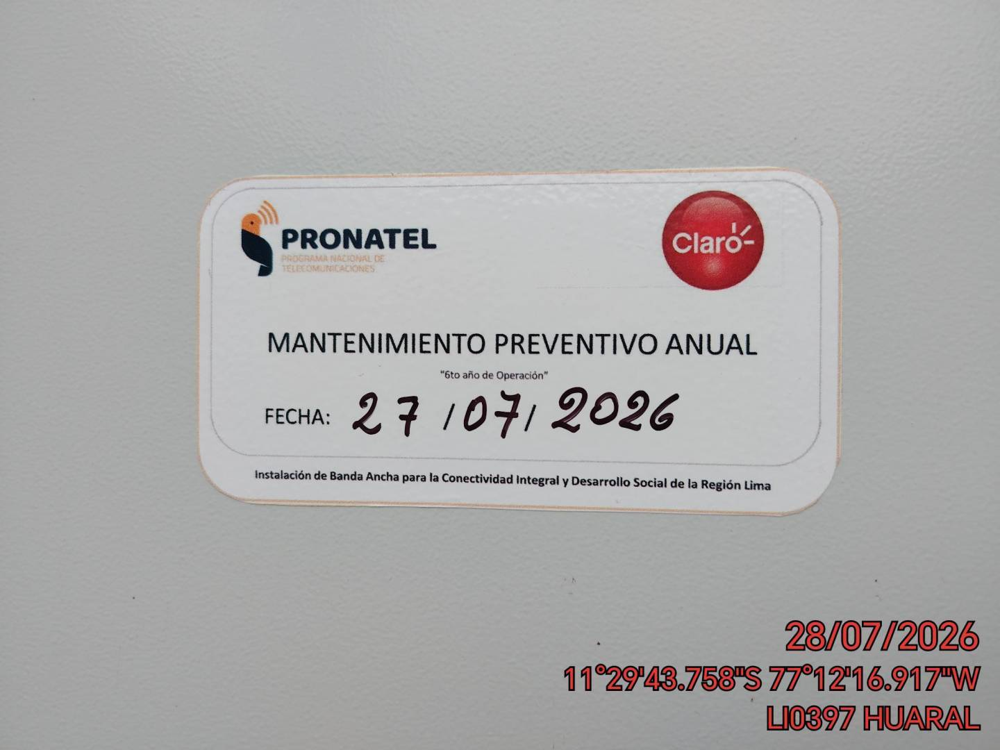 PRONATEL
PROGRAMA NACIONAL DE
TELECOMUNICACIONES
Claro
MANTENIMIENTO PREVENTIVO ANUAL
"6to año de Operación"
FECHA: 27/07/2026
Instalación de Banda Ancha para la Conectividad Integral y Desarrollo Social de la Región Lima
28/07/2026
11°29'43.758"S 77°12'16.917"W
LI0397 HUARAL